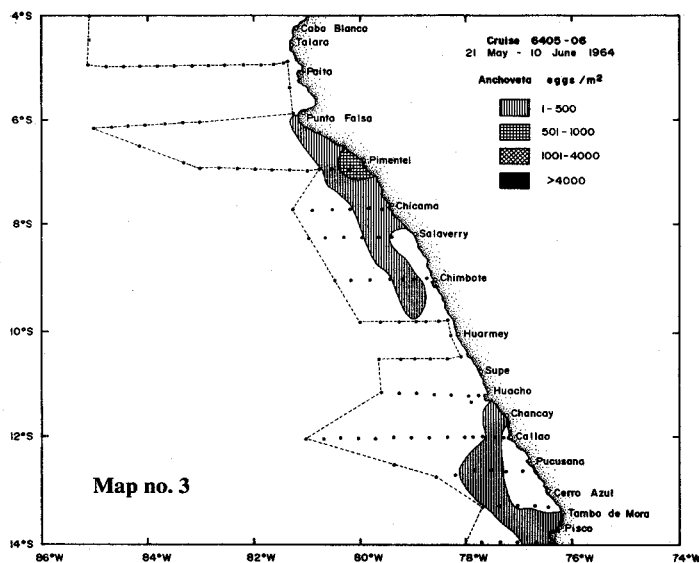 4°S
6°S
8°S
10°S
12°S
14°S
86°W
84°W
82°W
80°W
78°W
76°W
74°W
Cruise 6405-06
21 May - 10 June 1964
Anchoveta eggs /m²
1-500
501-1000
1001-4000
>4000
Cabo Blanco
Talara
Paita
Punta Falsa
Pimentel
Chicama
Salaverry
Chimbote
Huarmey
Supe
Huacho
Chancay
Callao
Pucusana
Cerro Azul
Tambo de Mora
Pisco
Map no. 3